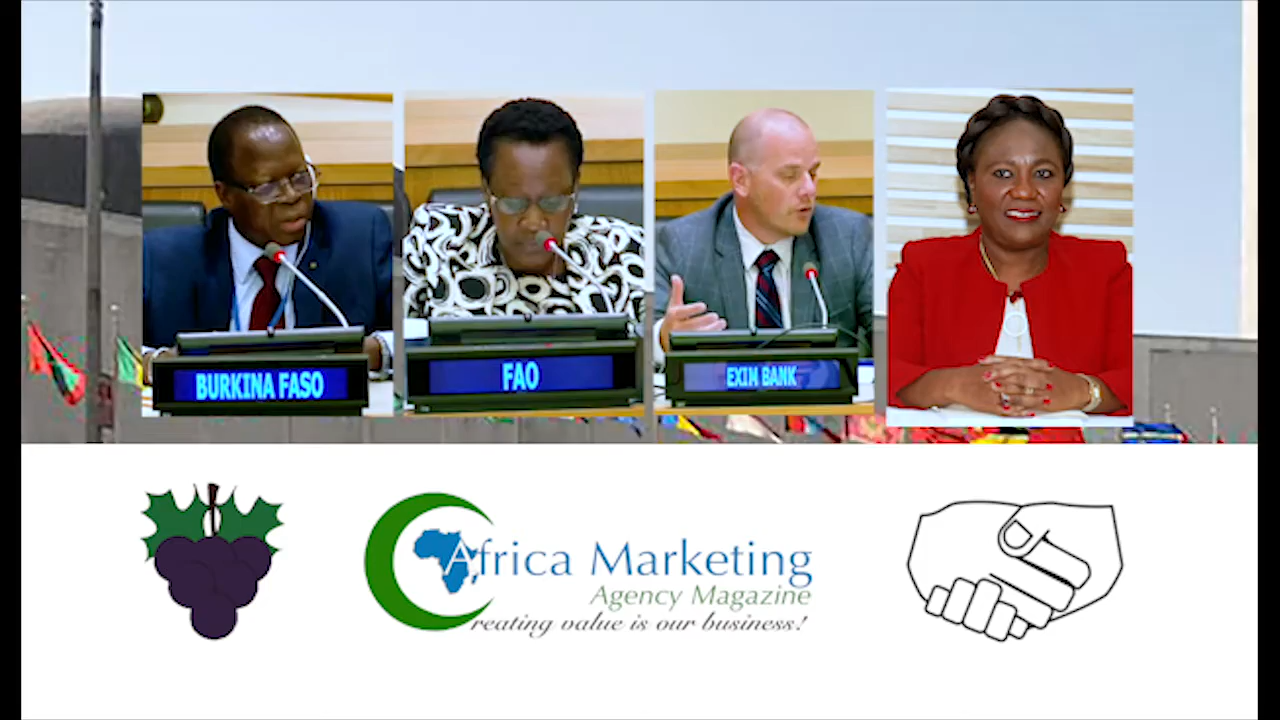 BURKINA FASO
FAO
EXIM BANK
Africa Marketing
Agency Magazine
reating value is our business!